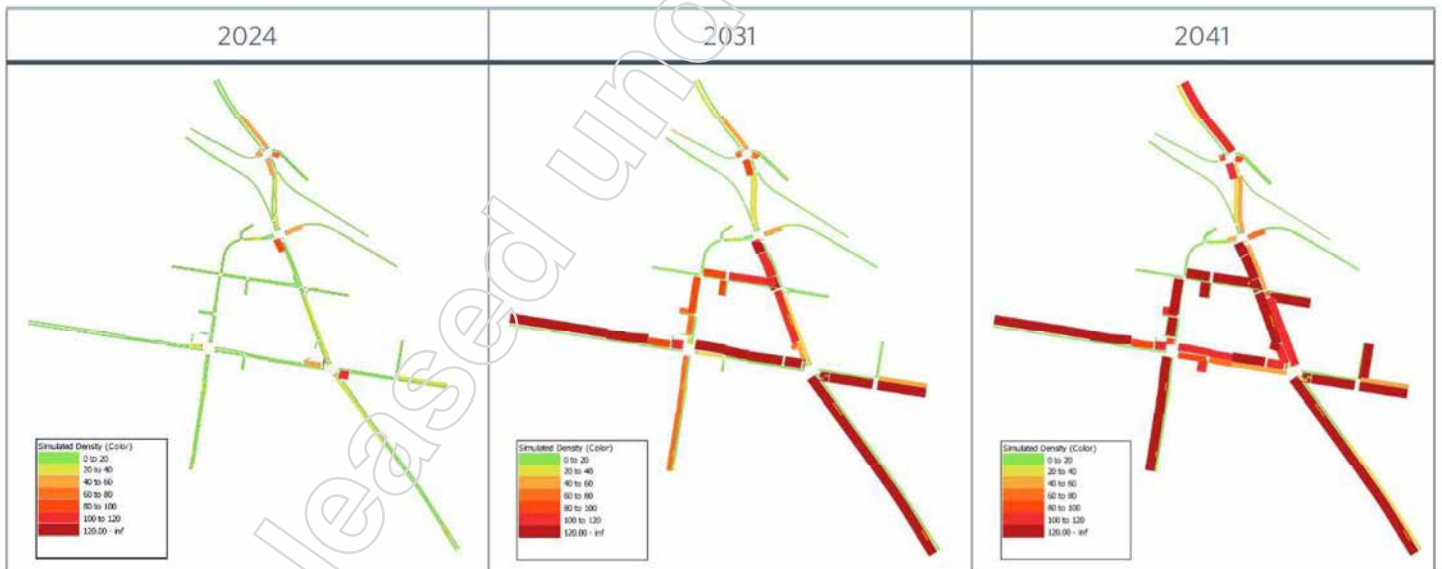 2024
2031
2041
leased und
Simulated Density (Color)
0 to 20
20 to 40
40 to 60
60 to 80
80 to 100
100 to 120
120.00 - inf
Simulated Density (Color)
0 to 20
20 to 40
40 to 60
60 to 80
80 to 100
100 to 120
120.00 - inf
Simulated Density (Color)
0 to 20
20 to 40
40 to 60
60 to 80
80 to 100
100 to 120
120.00 - inf